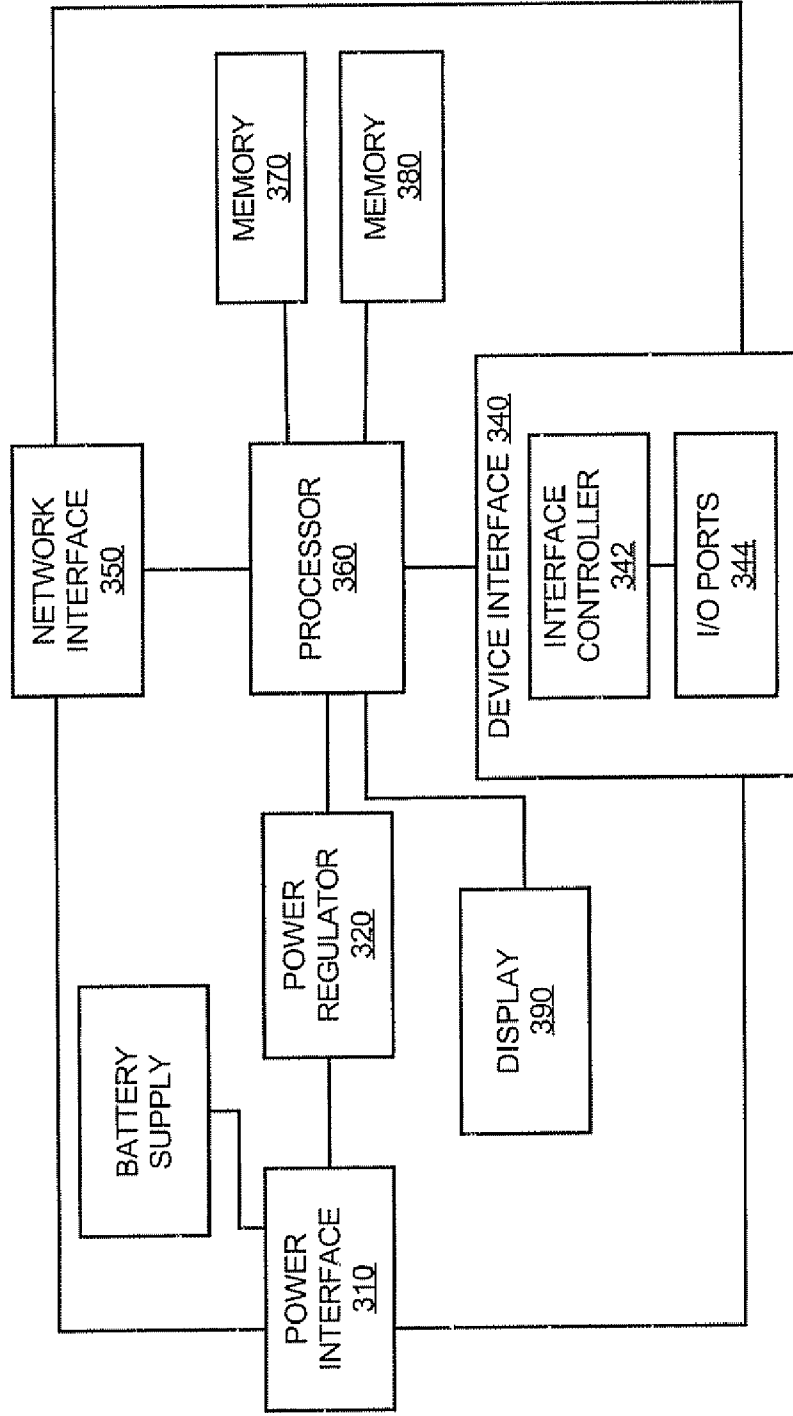 NETWORK
INTERFACE
350
BATTERY
SUPPLY
POWER
INTERFACE
310
POWER
REGULATOR
320
PROCESSOR
360
MEMORY
370
MEMORY
380
DISPLAY
390
DEVICE INTERFACE 340
INTERFACE
CONTROLLER
342
I/O PORTS
344